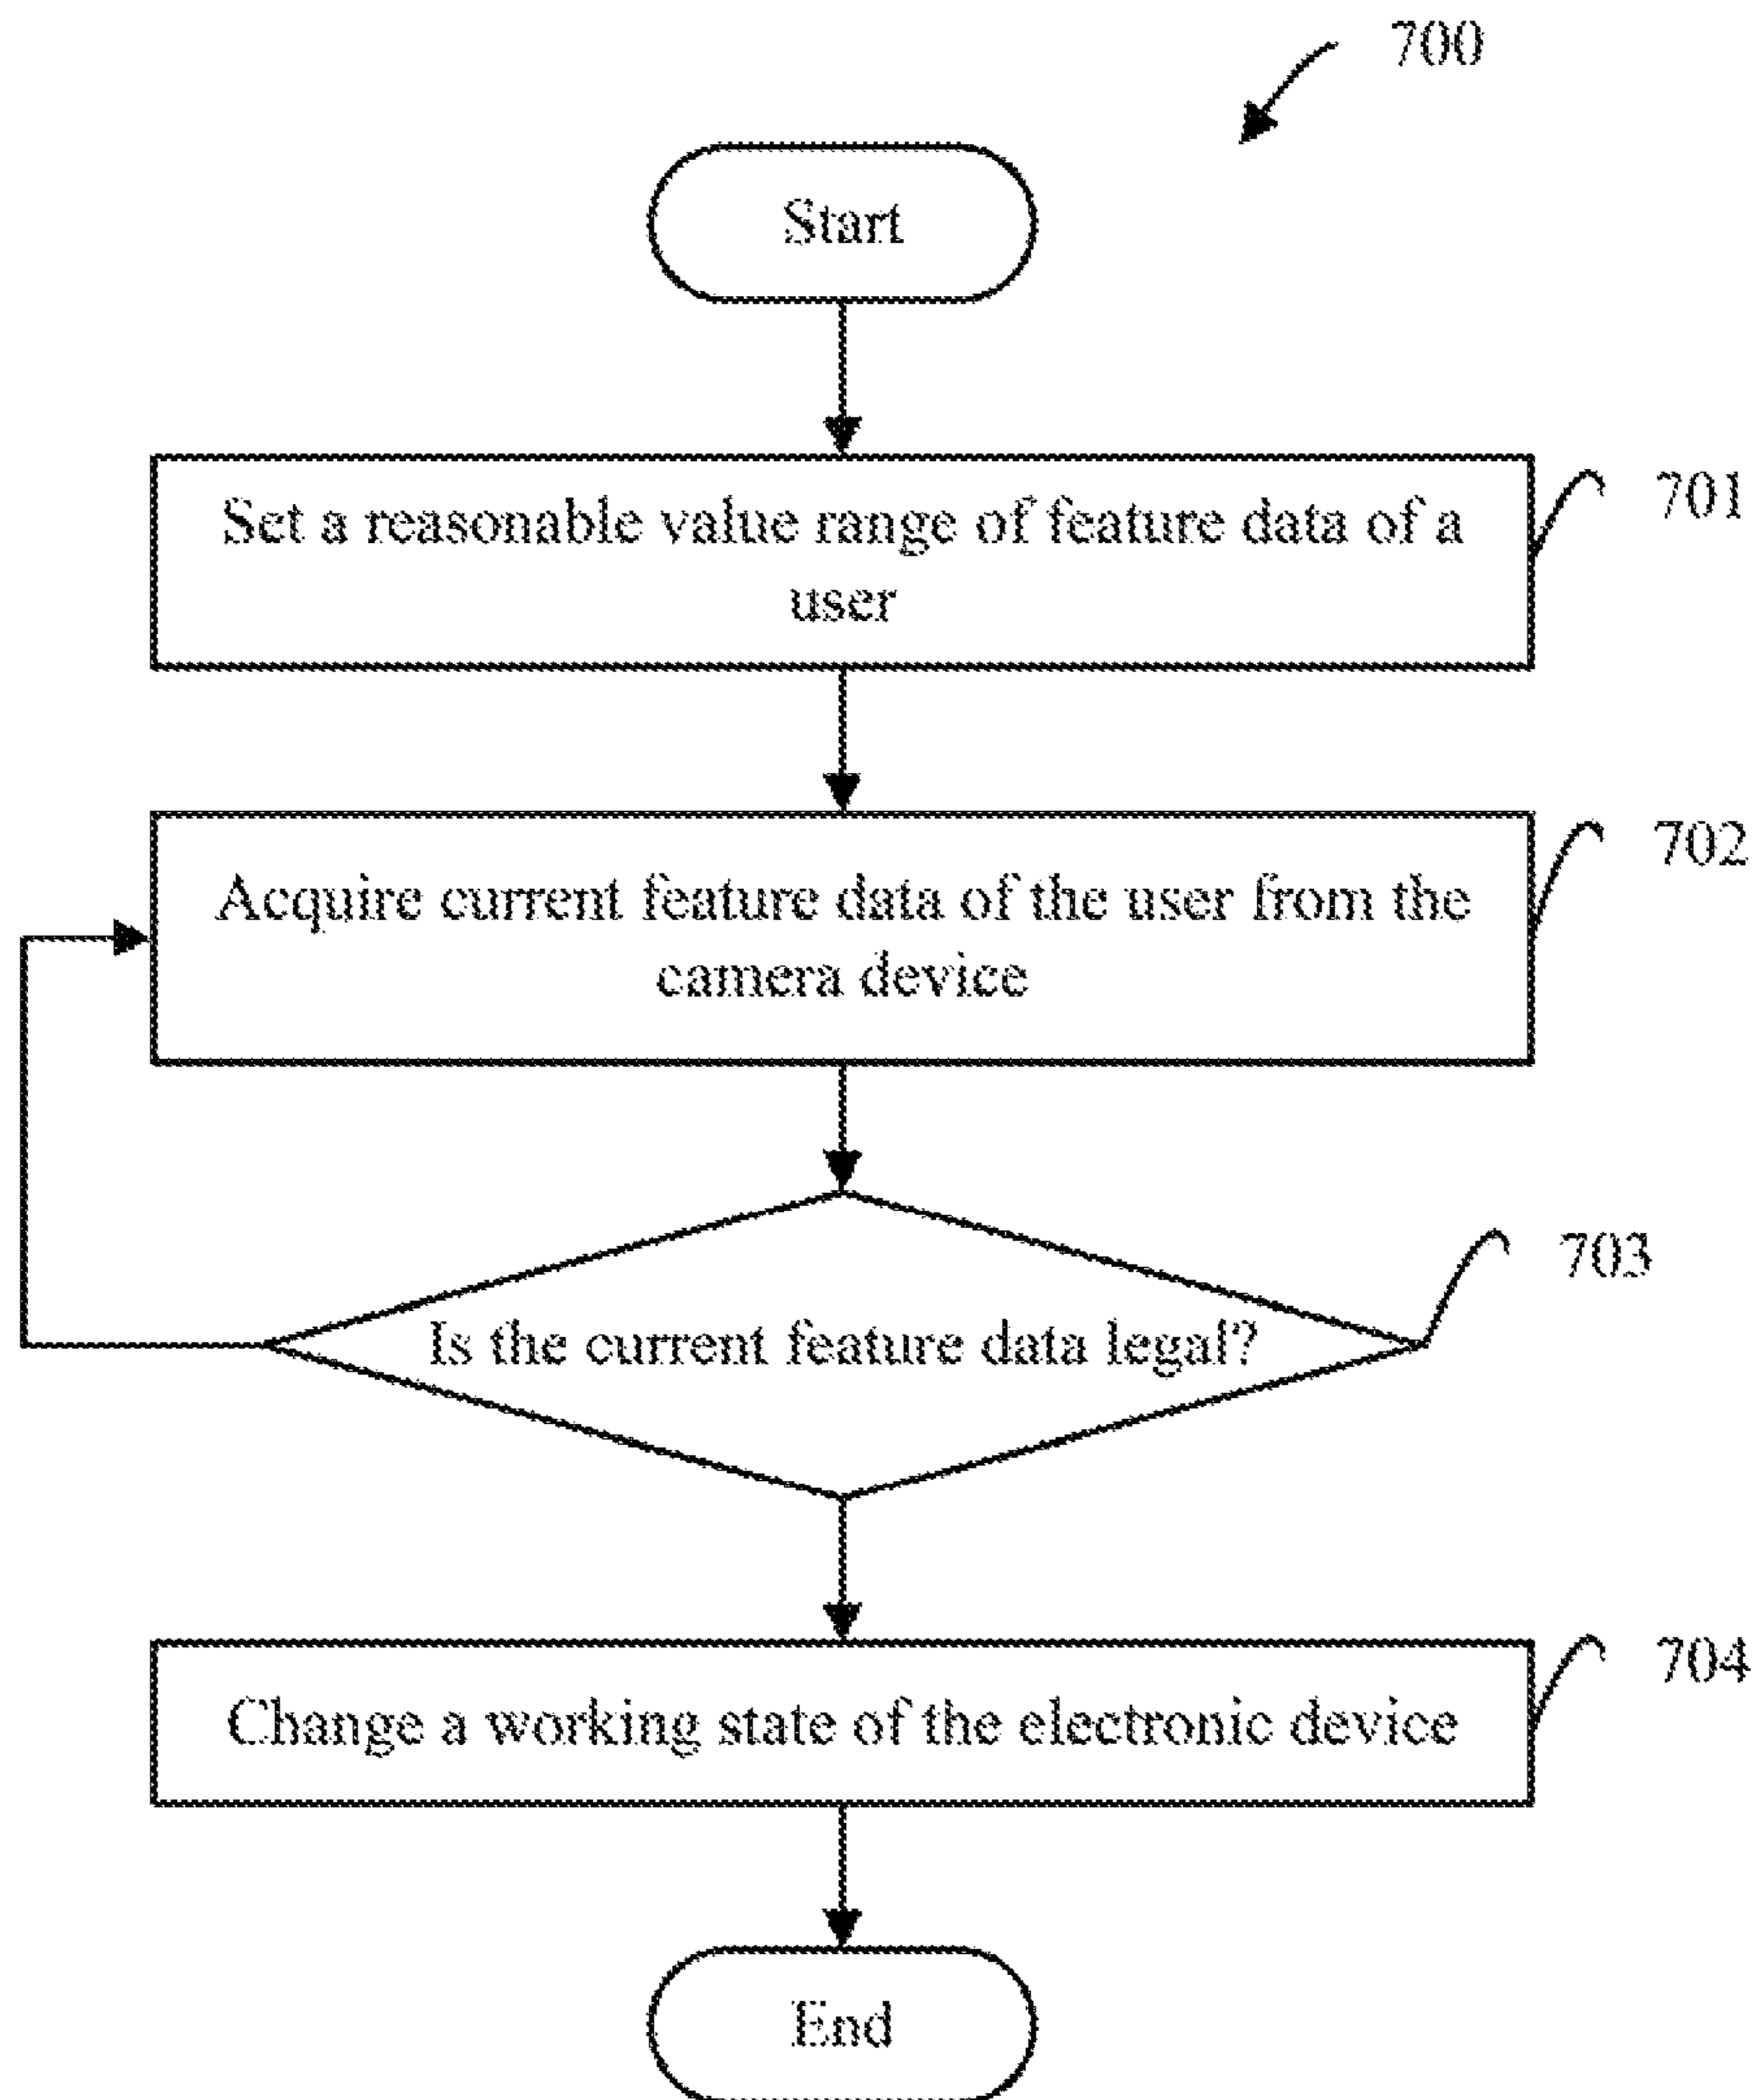 700
Start
Set a reasonable value range of feature data of a
user
701
Acquire current feature data of the user from the
camera device
702
Is the current feature data legal?
703
Change a working state of the electronic device
704
End